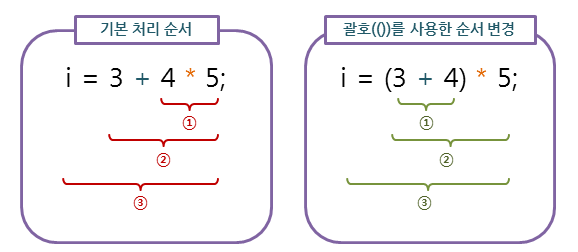 기본 처리 순서
i = 3 + 4 * 5;
①
②
③
괄호(())를 사용한 순서 변경
i = (3 + 4) * 5;
①
②
③